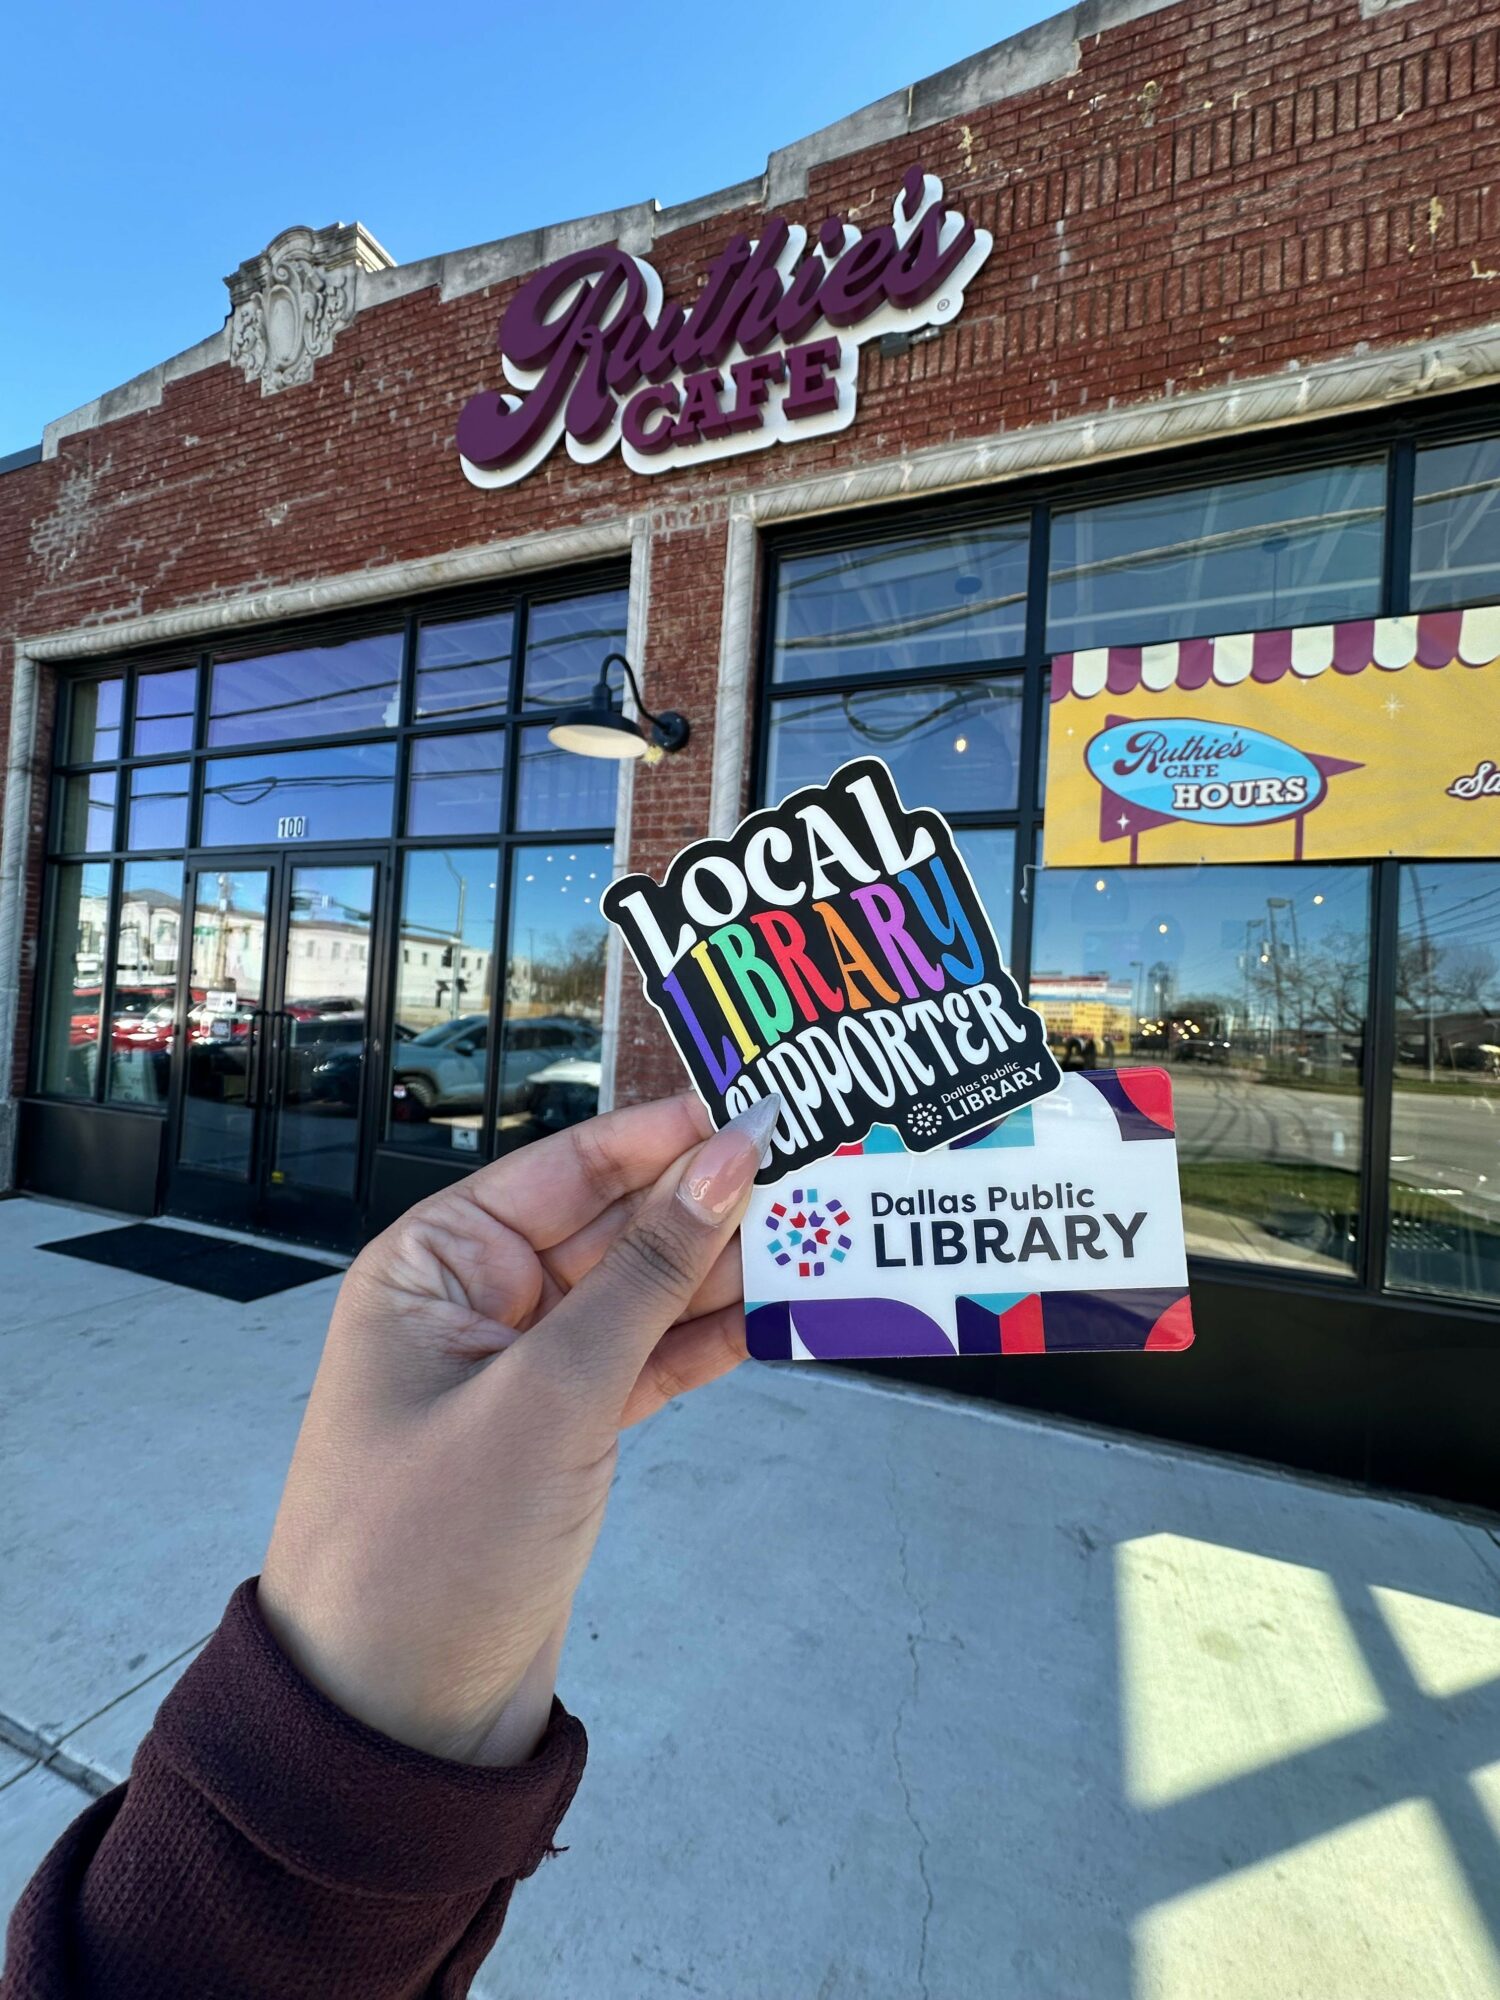 Ruthie's
CAFE
®
100
Ruthie's
CAFE
HOURS
LOCAL
LIBRARY
SUPPORTER
Dallas Public
LIBRARY
Dallas Public
LIBRARY